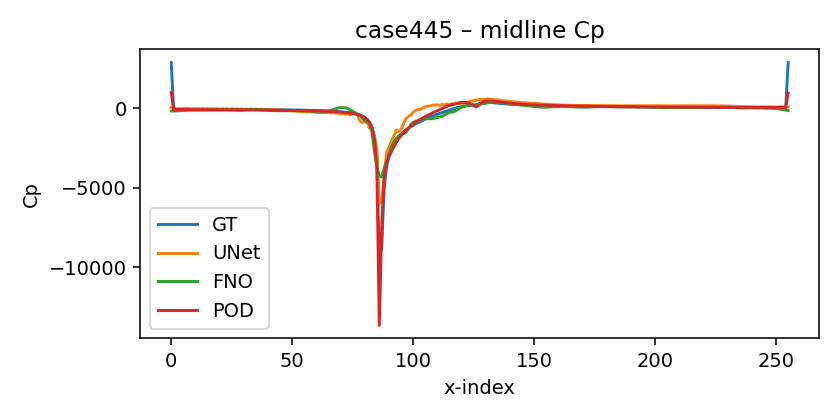 case445 – midline Cp
Cp
0
−5000
−10000
GT
UNet
FNO
POD
0 50 100 150 200 250
x-index